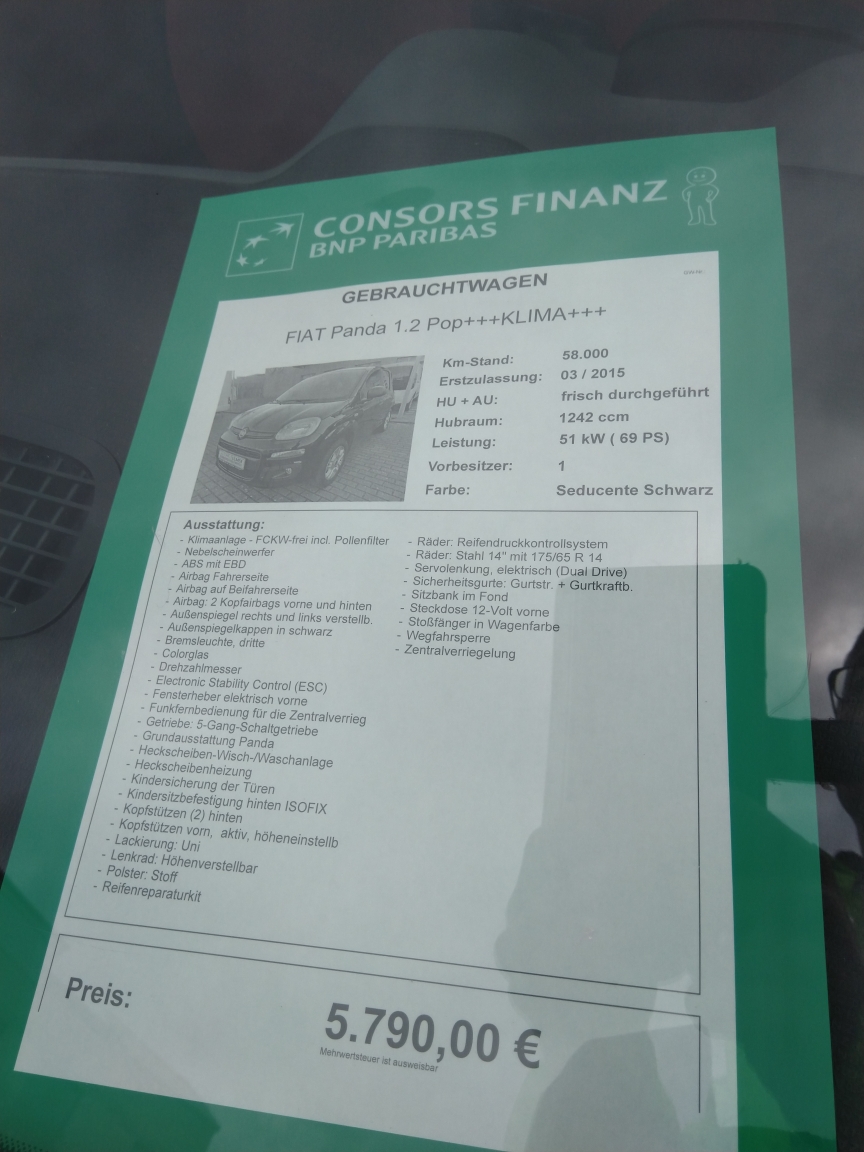 CONSORS FINANZ
BNP PARIBAS
GEBRAUCHTWAGEN
FIAT Panda 1.2 Pop+++KLIMA+++
Km-Stand: 58.000
Erstzulassung: 03 / 2015
HU + AU: frisch durchgeführt
Hubraum: 1242 ccm
Leistung: 51 kW ( 69 PS)
Vorbesitzer: 1
Farbe: Seducente Schwarz
Ausstattung:
- Klimaanlage - FCKW-frei incl. Pollenfilter
- Nebelscheinwerfer
- ABS mit EBD
- Airbag Fahrerseite
- Airbag auf Beifahrerseite
- Airbag: 2 Kopfairbags vorne und hinten
- Außenspiegel rechts und links verstellb.
- Außenspiegelkappen in schwarz
- Bremsleuchte, dritte
- Colorglas
- Drehzahlmesser
- Electronic Stability Control (ESC)
- Fensterheber elektrisch vorne
- Funkfernbedienung für die Zentralverrieg
- Getriebe: 5-Gang-Schaltgetriebe
- Grundausstattung Panda
- Heckscheiben-Wisch-/Waschanlage
- Heckscheibenheizung
- Kindersicherung der Türen
- Kindersitzbefestigung hinten ISOFIX
- Kopfstützen (2) hinten
- Kopfstützen vorn, aktiv, höheneinstellb
- Lackierung: Uni
- Lenkrad: Höhenverstellbar
- Polster: Stoff
- Reifenreparaturkit
- Räder: Reifendruckkontrollsystem
- Räder: Stahl 14" mit 175/65 R 14
- Servolenkung, elektrisch (Dual Drive)
- Sicherheitsgurte: Gurtstr. + Gurtkraftb.
- Sitzbank im Fond
- Steckdose 12-Volt vorne
- Stoßfänger in Wagenfarbe
- Wegfahrsperre
- Zentralverriegelung
Preis: 5.790,00 €
Mehrwertsteuer ist ausweisbar